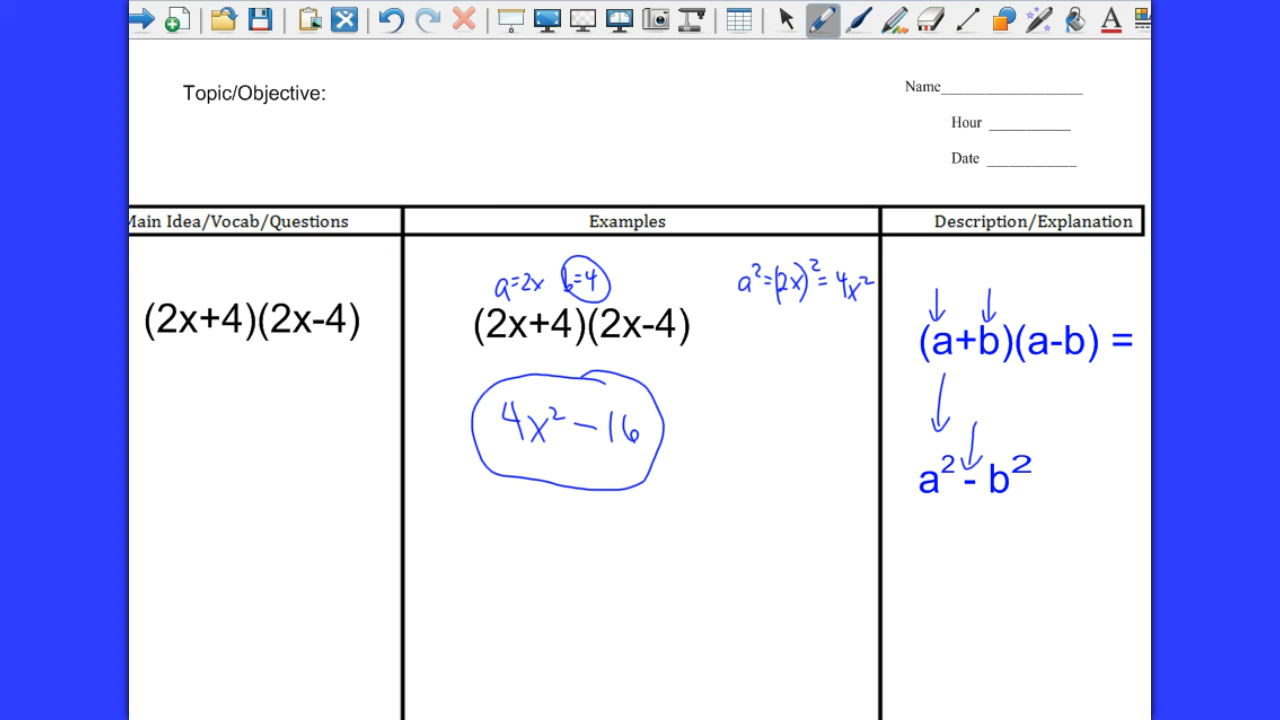 Topic/Objective:
Name
Hour
Date
Main Idea/Vocab/Questions
Examples
Description/Explanation
(2x+4)(2x-4)
a=2x b=4
a²=(2x)²=4x²
(2x+4)(2x-4)
4x²-16
(a+b)(a-b) =
a² - b²